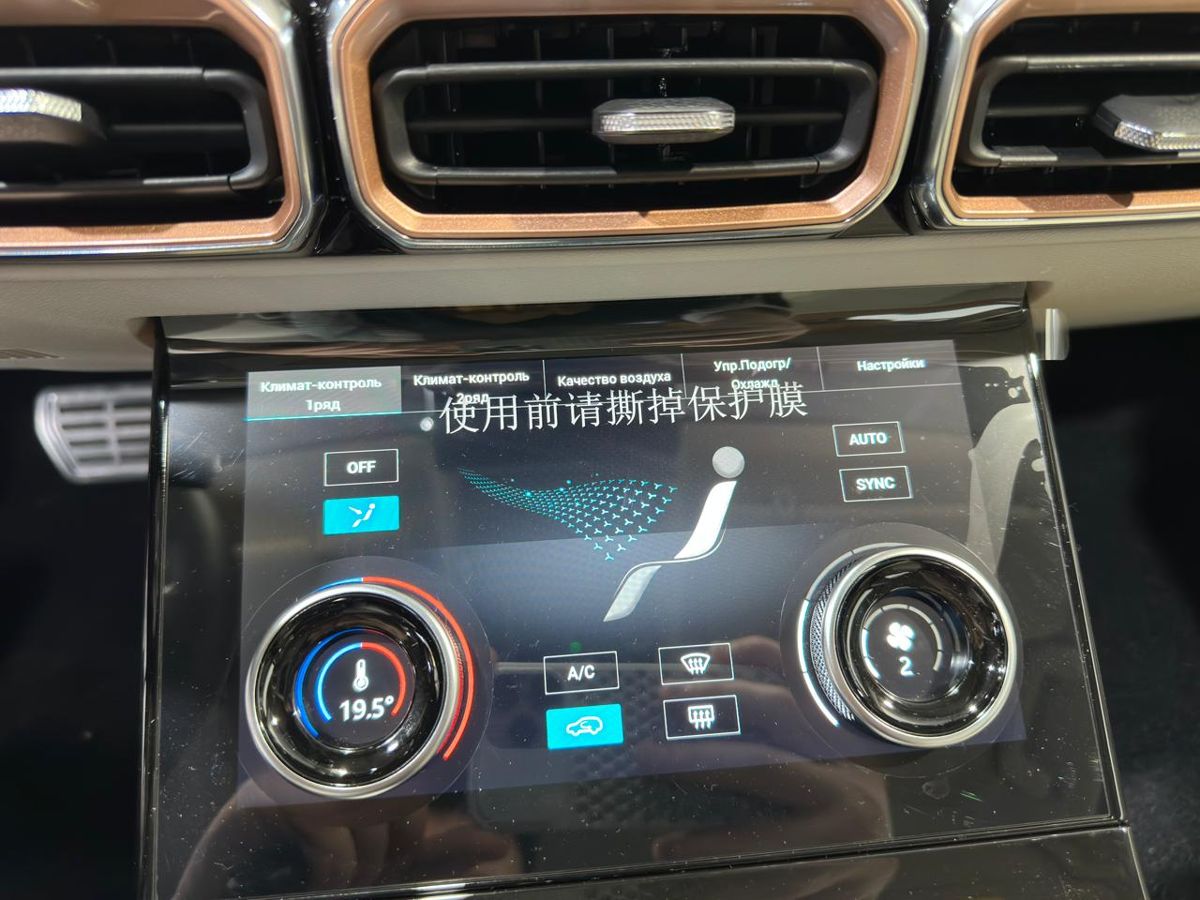 Климат-контроль
1ряд
Климат-контроль
2ряд
Качество воздуха
Упр.Подогр/
Охлажд.
Настройки
使用前请撕掉保护膜
OFF
AUTO
SYNC
19.5°
A/C
2